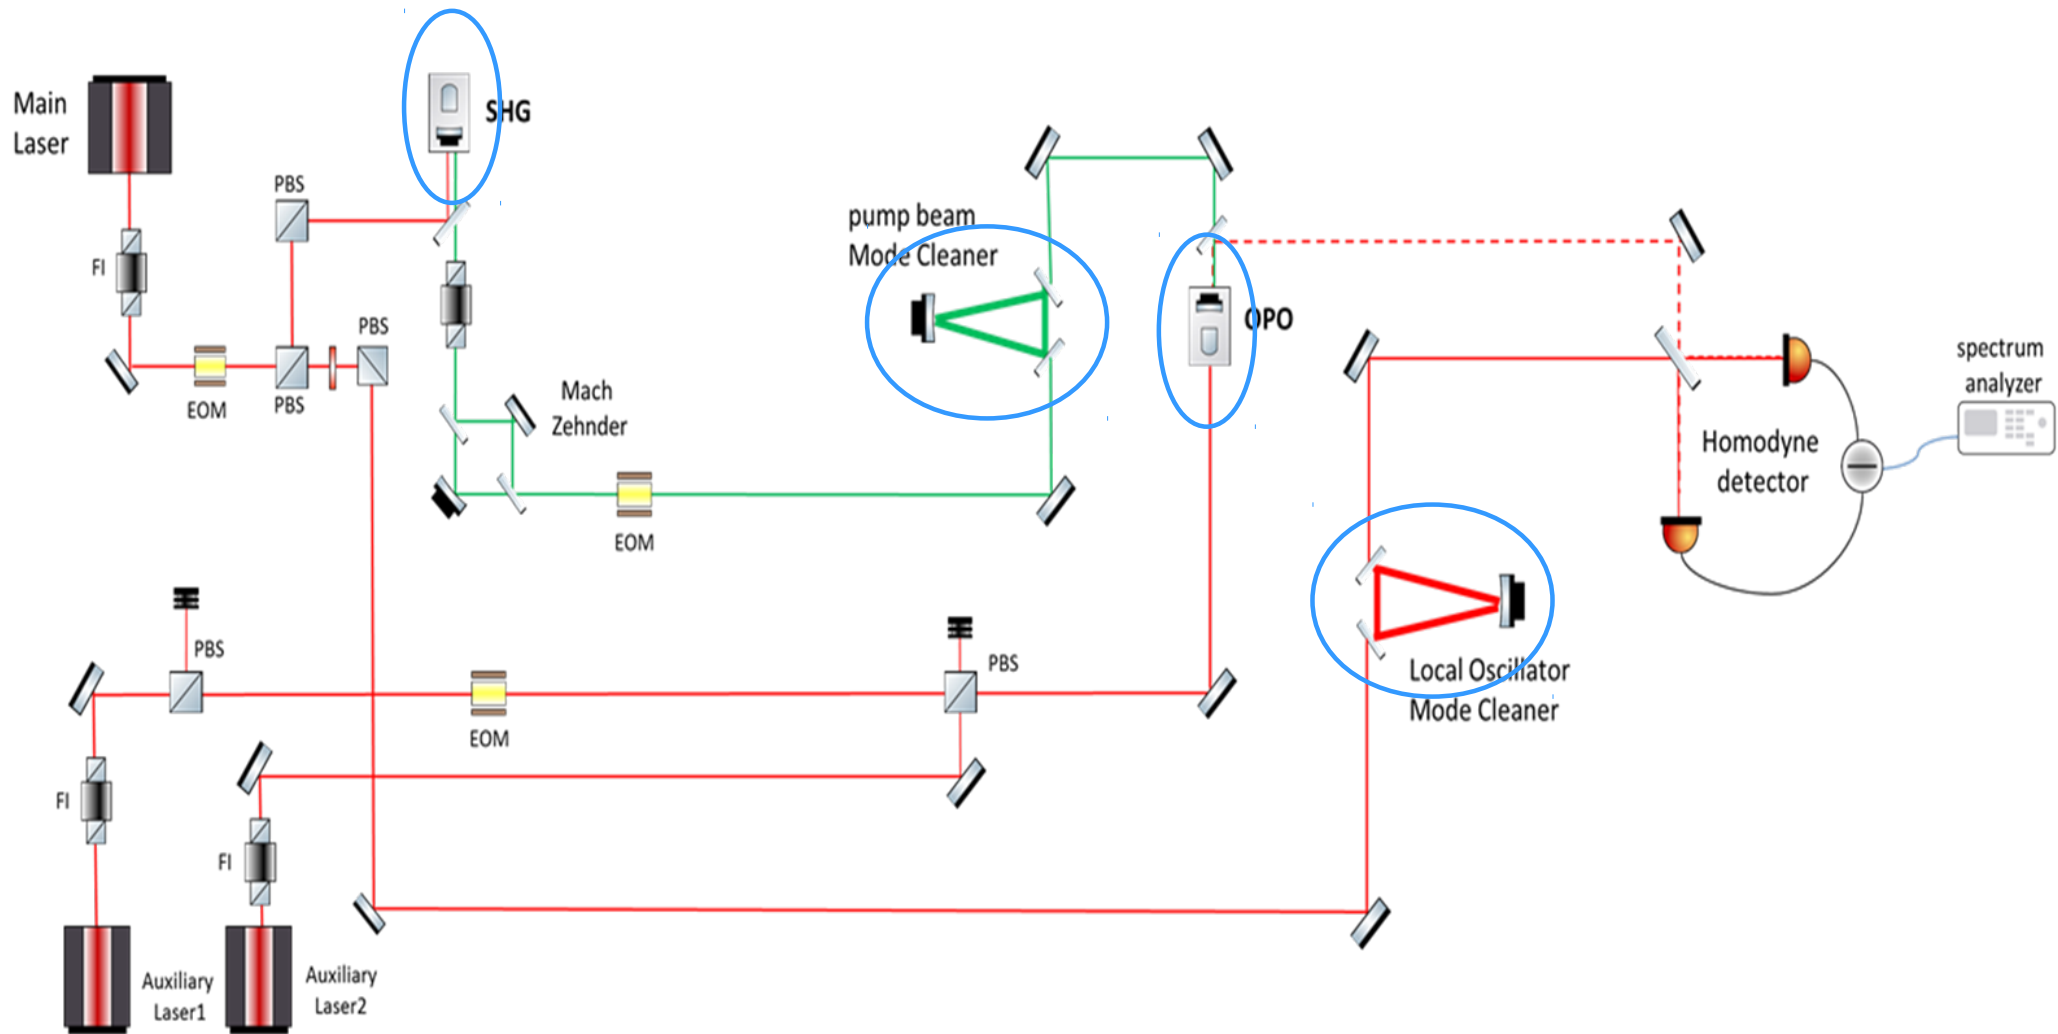 Main
Laser
SHG
PBS
FI
EOM
PBS
PBS
Mach
Zehnder
EOM
pump beam
Mode Cleaner
OPO
spectrum
analyzer
Homodyne
detector
Local Oscillator
Mode Cleaner
PBS
EOM
PBS
FI
FI
Auxiliary
Laser1
Auxiliary
Laser2